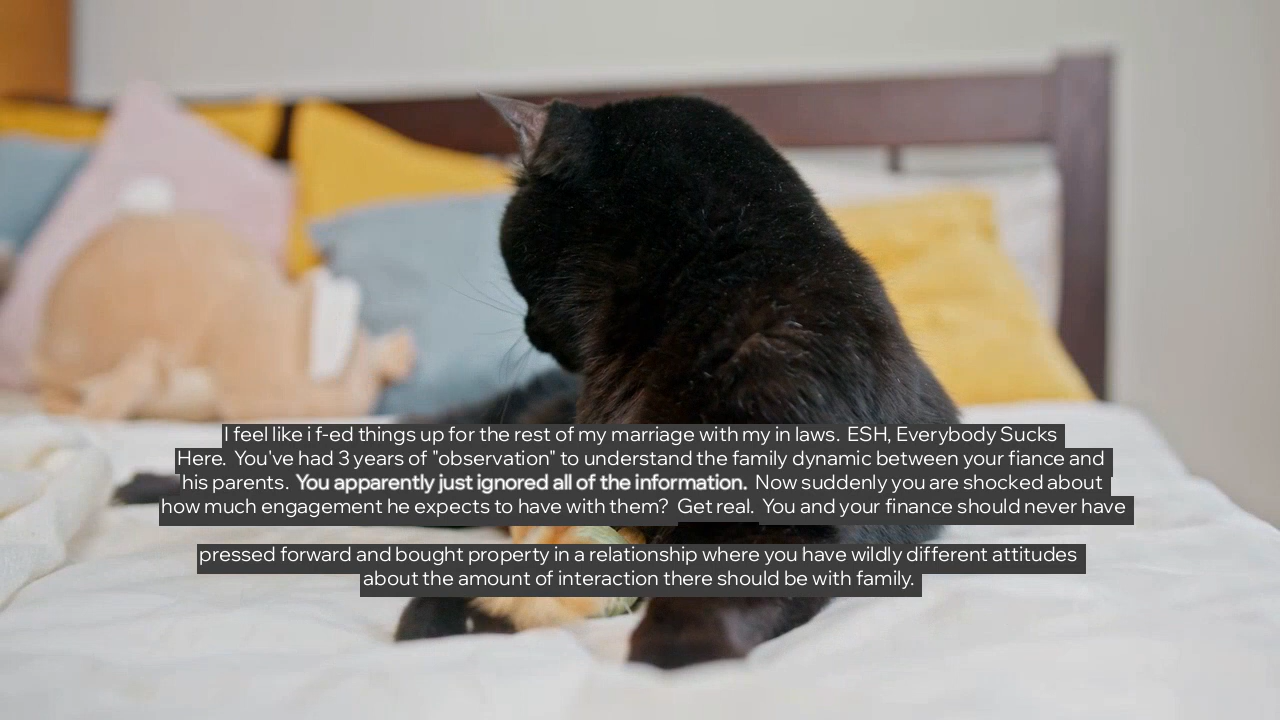 I feel like i f-ed things up for the rest of my marriage with my in laws. ESH, Everybody Sucks
Here. You've had 3 years of "observation" to understand the family dynamic between your fiance and
his parents. You apparently just ignored all of the information. Now suddenly you are shocked about
how much engagement he expects to have with them? Get real. You and your finance should never have
pressed forward and bought property in a relationship where you have wildly different attitudes
about the amount of interaction there should be with family.